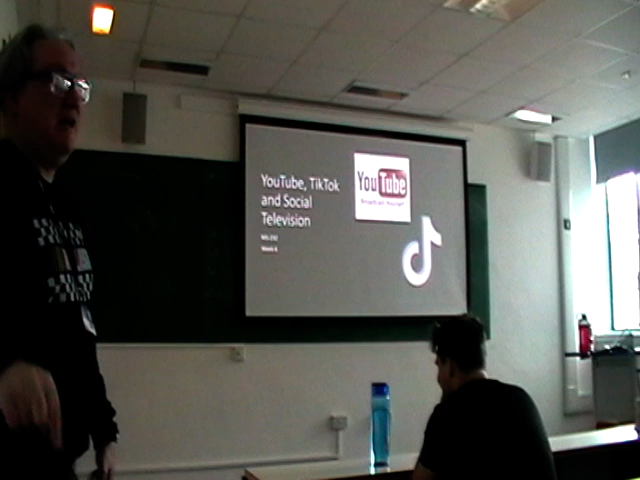 YouTube, TikTok
and Social
Television
YouTube
Broadcast Yourself